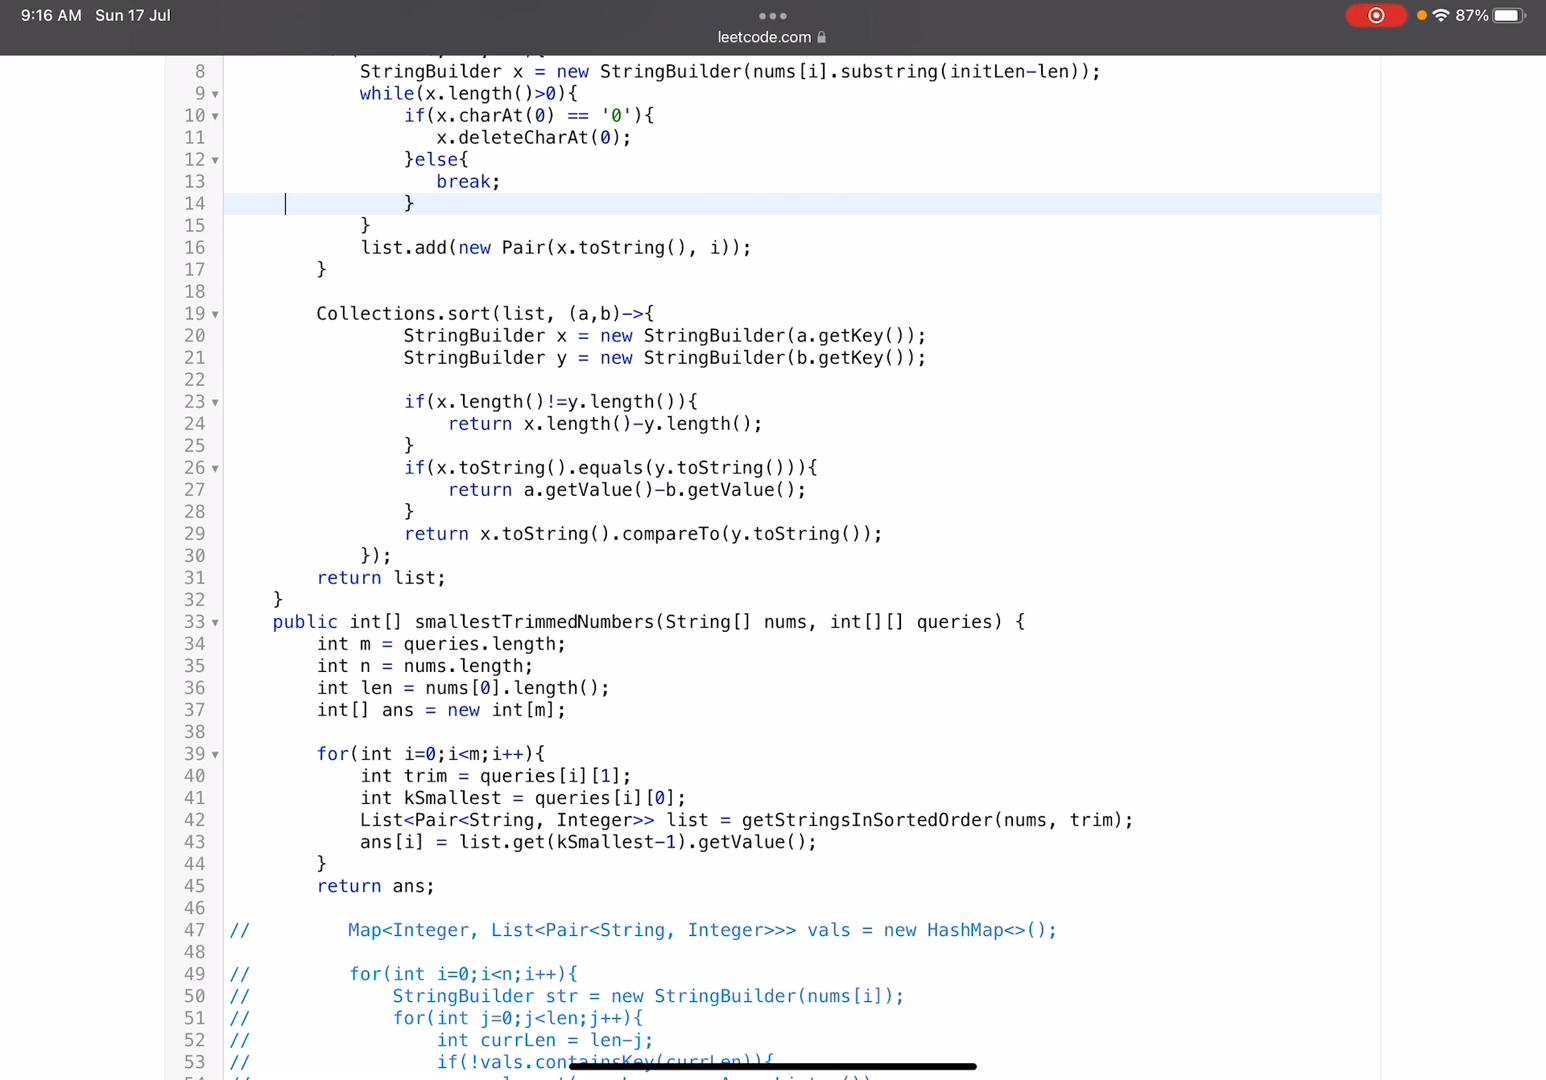 9:16 AM Sun 17 Jul
87%
leetcode.com
8 StringBuilder x = new StringBuilder(nums[i].substring(initLen-len));
9 while(x.length()>0){
10 if(x.charAt(0) == '0'){
11 x.deleteCharAt(0);
12 }else{
13 break;
14 }
15 }
16 list.add(new Pair(x.toString(), i));
17 }
18
19 Collections.sort(list, (a,b)->{
20 StringBuilder x = new StringBuilder(a.getKey());
21 StringBuilder y = new StringBuilder(b.getKey());
22
23 if(x.length()!=y.length()){
24 return x.length()-y.length();
25 }
26 if(x.toString().equals(y.toString())){
27 return a.getValue()-b.getValue();
28 }
29 return x.toString().compareTo(y.toString());
30 });
31 return list;
32 }
33 public int[] smallestTrimmedNumbers(String[] nums, int[][] queries) {
34 int m = queries.length;
35 int n = nums.length;
36 int len = nums[0].length();
37 int[] ans = new int[m];
38
39 for(int i=0;i<m;i++){
40 int trim = queries[i][1];
41 int kSmallest = queries[i][0];
42 List<Pair<String, Integer>> list = getStringsInSortedOrder(nums, trim);
43 ans[i] = list.get(kSmallest-1).getValue();
44 }
45 return ans;
46
47 // Map<Integer, List<Pair<String, Integer>>> vals = new HashMap<>();
48
49 // for(int i=0;i<n;i++){
50 // StringBuilder str = new StringBuilder(nums[i]);
51 // for(int j=0;j<len;j++){
52 // int currLen = len-j;
53 // if(!vals.containsKey(currLen)){